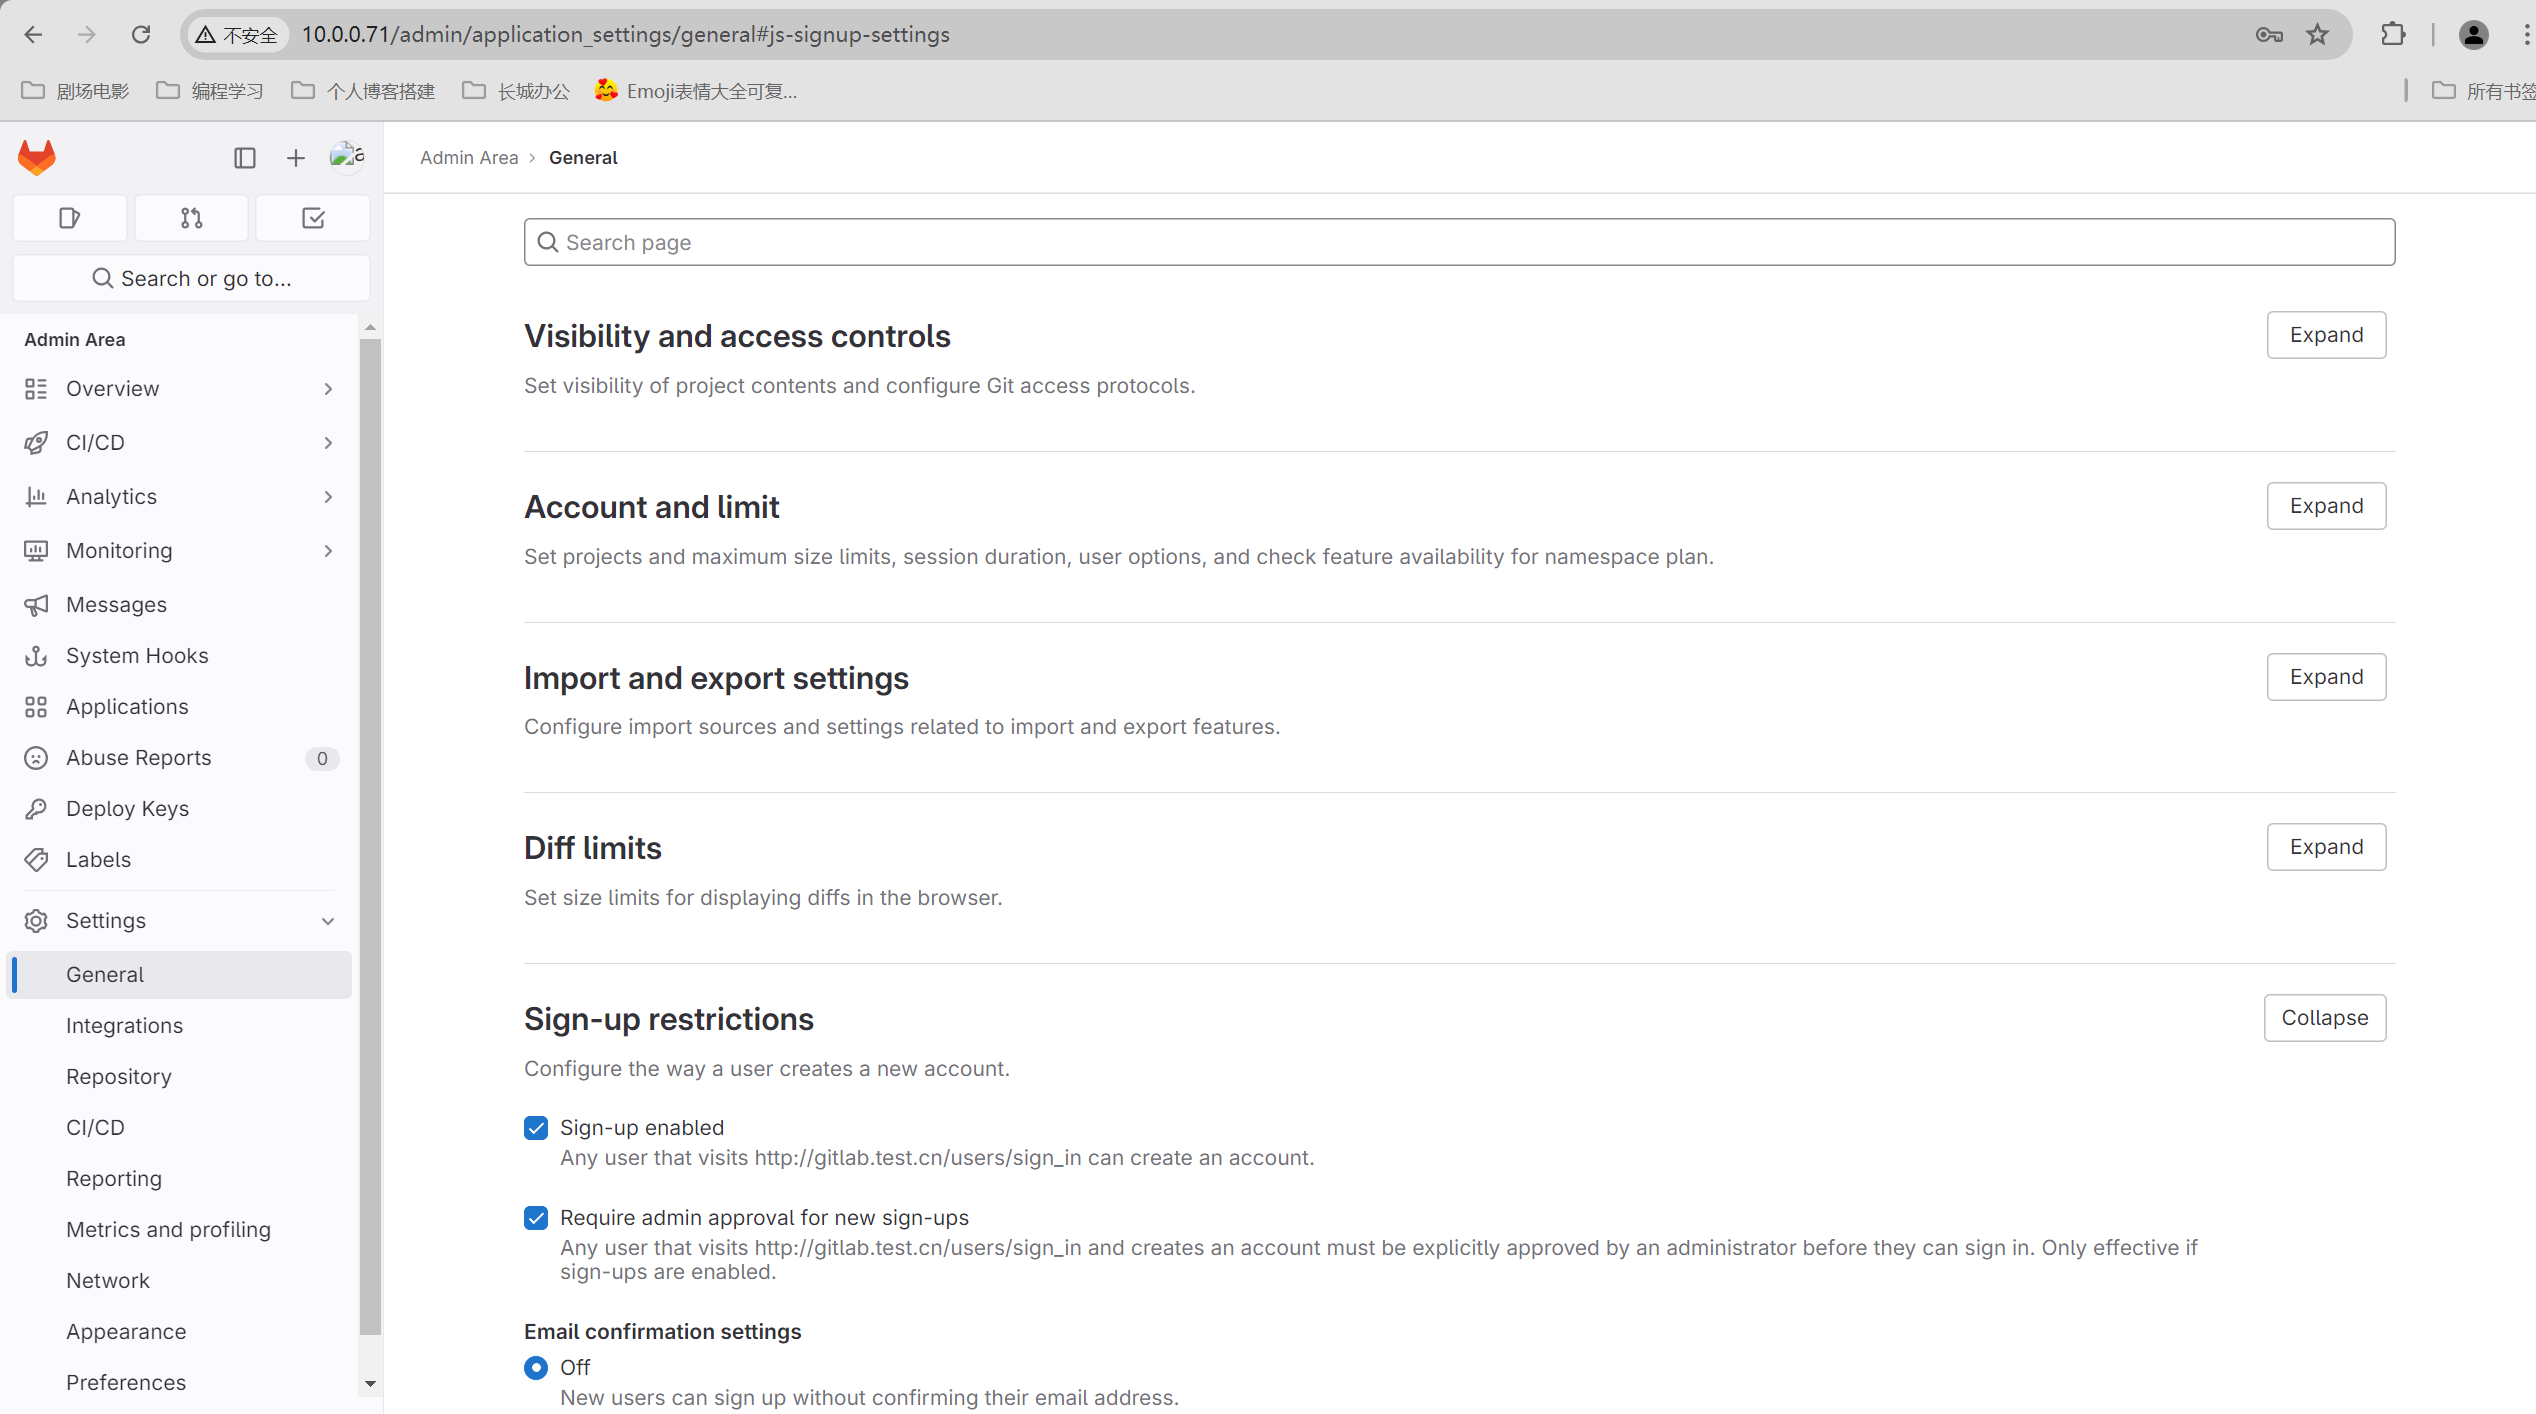 不安全 10.0.0.71/admin/application_settings/general#js-signup-settings
剧场电影 编程学习 个人博客搭建 长城办公 Emoji表情大全可复... 所有书签
a
Admin Area › General
Search or go to...
Admin Area
Overview
CI/CD
Analytics
Monitoring
Messages
System Hooks
Applications
Abuse Reports 0
Deploy Keys
Labels
Settings
General
Integrations
Repository
CI/CD
Reporting
Metrics and profiling
Network
Appearance
Preferences
Search page
Visibility and access controls
Expand
Set visibility of project contents and configure Git access protocols.
Account and limit
Expand
Set projects and maximum size limits, session duration, user options, and check feature availability for namespace plan.
Import and export settings
Expand
Configure import sources and settings related to import and export features.
Diff limits
Expand
Set size limits for displaying diffs in the browser.
Sign-up restrictions
Collapse
Configure the way a user creates a new account.
Sign-up enabled
Any user that visits http://gitlab.test.cn/users/sign_in can create an account.
Require admin approval for new sign-ups
Any user that visits http://gitlab.test.cn/users/sign_in and creates an account must be explicitly approved by an administrator before they can sign in. Only effective if
sign-ups are enabled.
Email confirmation settings
Off
New users can sign up without confirming their email address.